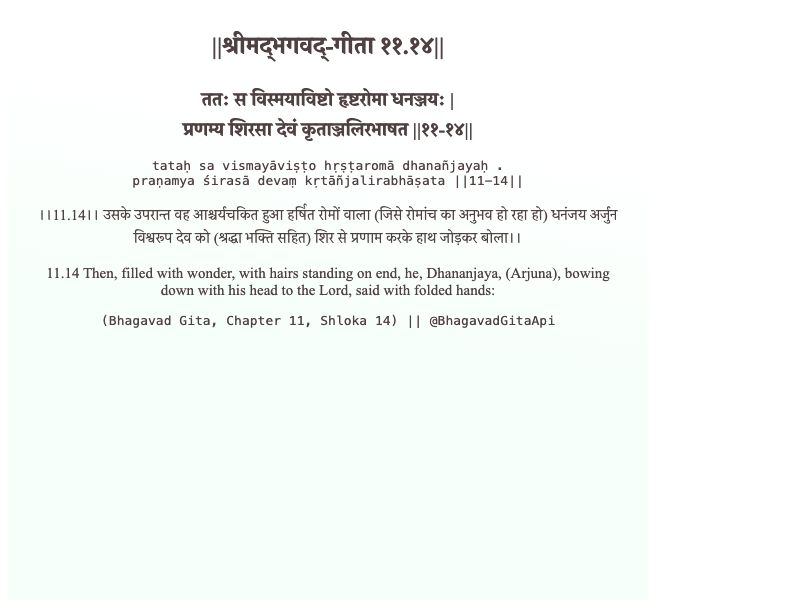 ||श्रीमद्‍भगवद्‍-गीता ११.१४||
ततः स विस्मयाविष्टो हृष्टरोमा धनञ्जयः |
प्रणम्य शिरसा देवं कृताञ्जलिरभाषत ||११-१४||
tataḥ sa vismayāviṣṭo hṛṣṭaromā dhanañjayaḥ .
praṇamya śirasā devaṃ kṛtāñjalirabhāṣata ||11-14||
।।11.14।। उसके उपरान्त वह आश्चर्यचकित हुआ हर्षित रोमों वाला (जिसे रोमांच का अनुभव हो रहा हो) धनंजय अर्जुन
विश्वरूप देव को (श्रद्धा भक्ति सहित) शिर से प्रणाम करके हाथ जोड़कर बोला।।
11.14 Then, filled with wonder, with hairs standing on end, he, Dhananjaya, (Arjuna), bowing
down with his head to the Lord, said with folded hands:
(Bhagavad Gita, Chapter 11, Shloka 14) || @BhagavadGitaApi